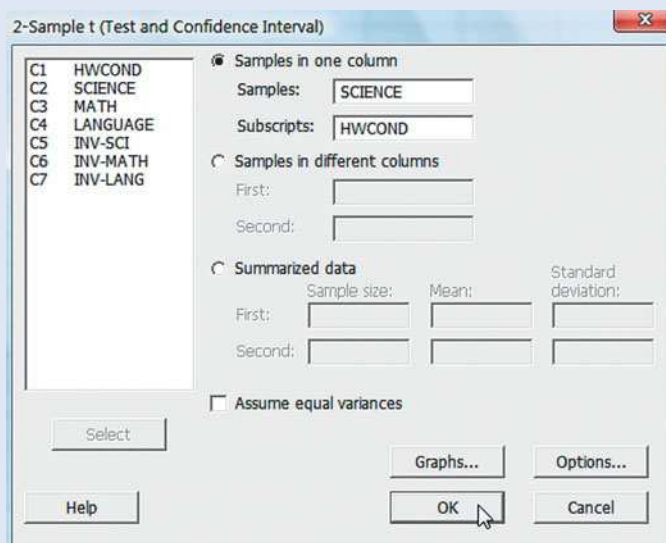 2-Sample t (Test and Confidence Interval)
C1 HWCOND
C2 SCIENCE
C3 MATH
C4 LANGUAGE
C5 INV-SCI
C6 INV-MATH
C7 INV-LANG
Samples in one column
Samples: SCIENCE
Subscripts: HWCOND
Samples in different columns
First:
Second:
Summarized data
Sample size: Mean: Standard deviation:
First:
Second:
Assume equal variances
Select
Graphs... Options...
Help OK Cancel